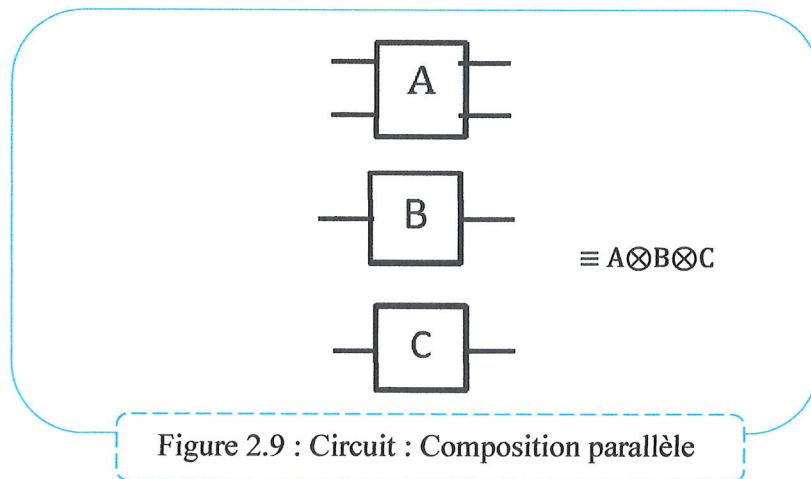 A
B
≡ A⊗B⊗C
C
Figure 2.9 : Circuit : Composition parallèle